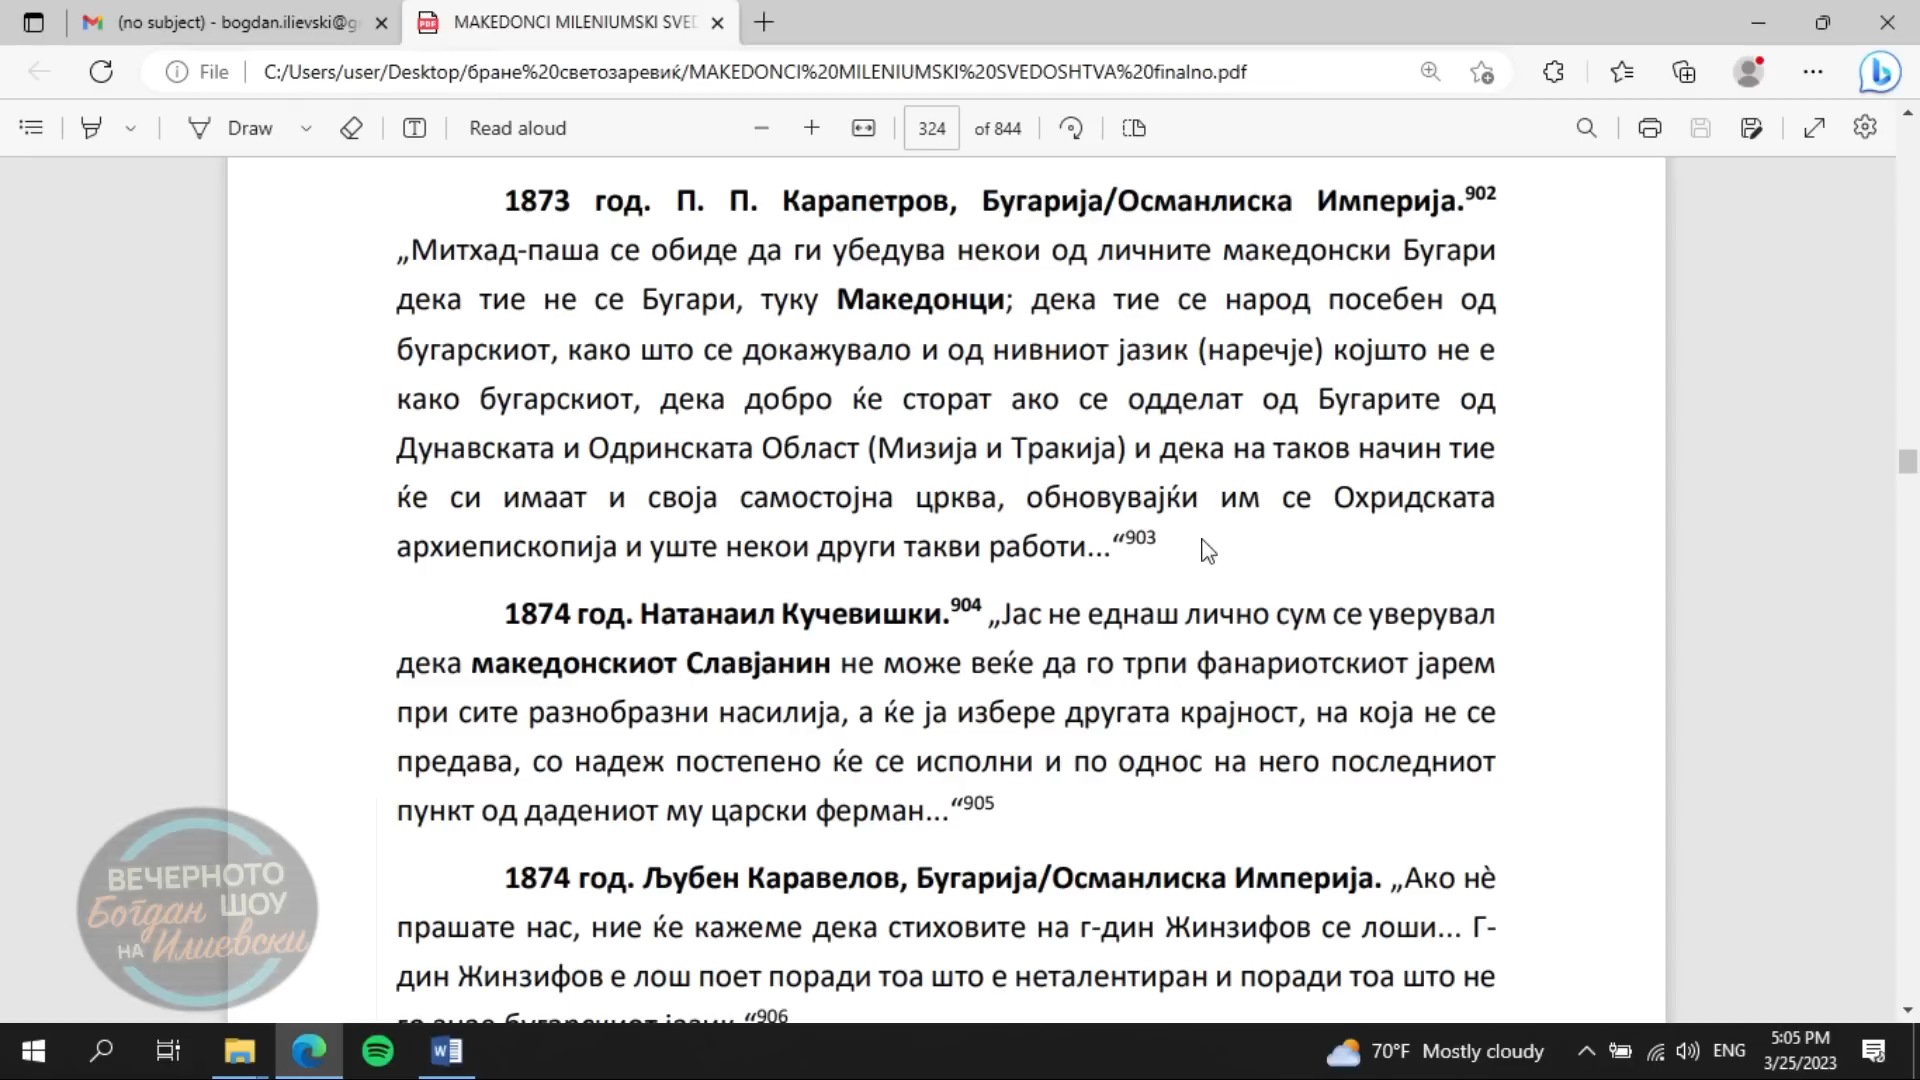 (no subject) - bogdan.ilievski@g
MAKEDONCI MILENIUMSKI SVED
File
C:/Users/user/Desktop/бране%20светозаревиќ/MAKEDONCI%20MILENIUMSKI%20SVEDOSHTVA%20finalno.pdf
Draw
Read aloud
324 of 844
1873 год. П. П. Карапетров, Бугарија/Османлиска Империја.902
„Митхад-паша се обиде да ги убедува некои од личните македонски Бугари
дека тие не се Бугари, туку Македонци; дека тие се народ посебен од
бугарскиот, како што се докажувало и од нивниот јазик (наречје) којшто не е
како бугарскиот, дека добро ќе сторат ако се одделат од Бугарите од
Дунавската и Одринската Област (Мизија и Тракија) и дека на таков начин тие
ќе си имаат и своја самостојна црква, обновувајќи им се Охридската
архиепископија и уште некои други такви работи...“903
1874 год. Натанаил Кучевишки.904 „Јас не еднаш лично сум се уверувал
дека македонскиот Славјанин не може веќе да го трпи фанариотскиот јарем
при сите разнобразни насилија, а ќе ја избере другата крајност, на која не се
предава, со надеж постепено ќе се исполни и по однос на него последниот
пункт од дадениот му царски ферман...“905
1874 год. Љубен Каравелов, Бугарија/Османлиска Империја. „Ако нѐ
прашате нас, ние ќе кажеме дека стиховите на г-дин Жинзифов се лоши... Г-
дин Жинзифов е лош поет поради тоа што е неталентиран и поради тоа што не
го знае бугарскиот јазик.“906
ВЕЧЕРНОТО
ШОУ
НА
Богдан
Илиевски
70°F Mostly cloudy
ENG
5:05 PM
3/25/2023